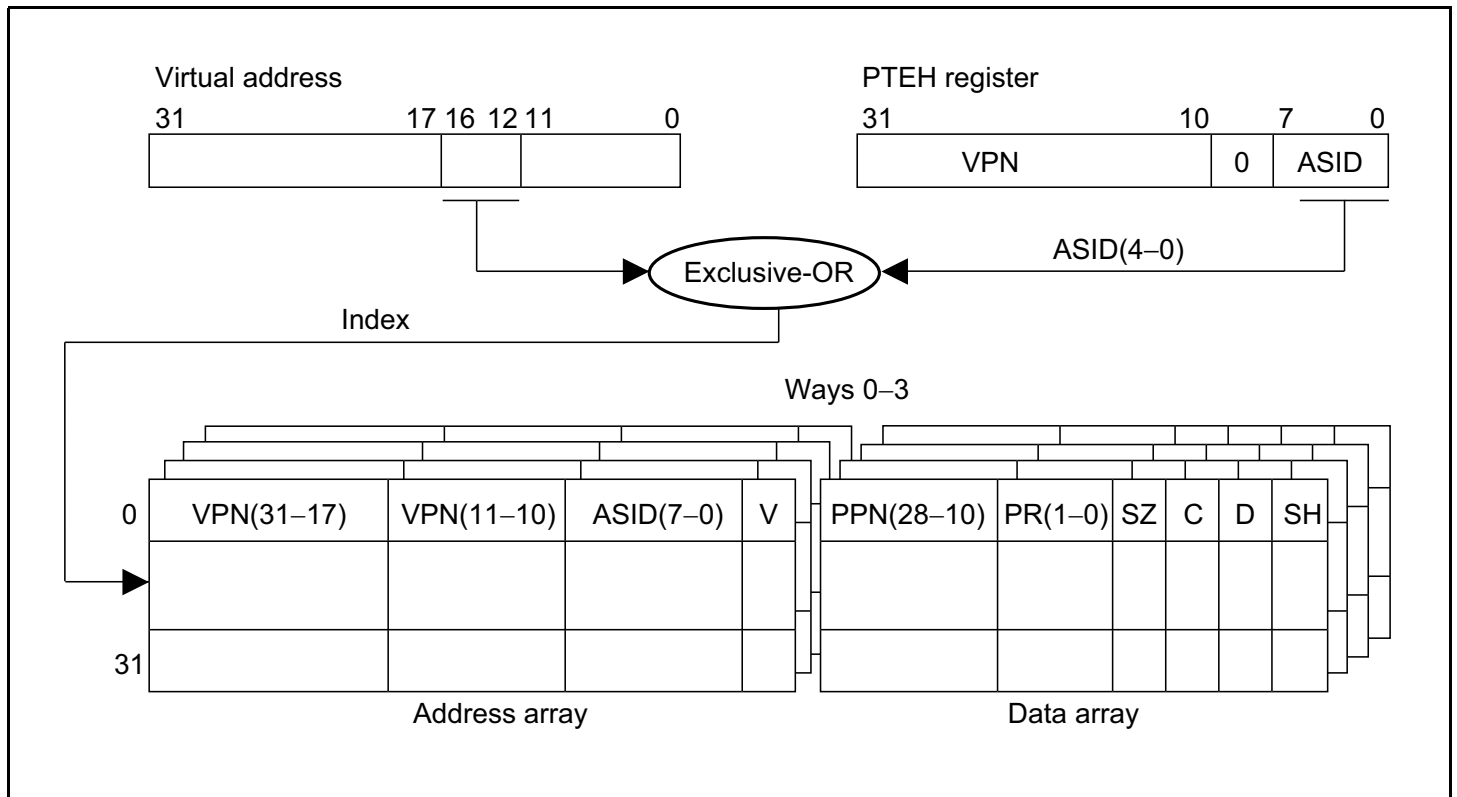 Virtual address
31 17 16 12 11 0
PTEH register
31 10 7 0
VPN 0 ASID
ASID(4–0)
Exclusive-OR
Index
Ways 0–3
0 VPN(31–17) VPN(11–10) ASID(7–0) V PPN(28–10) PR(1–0) SZ C D SH
31
Address array
Data array